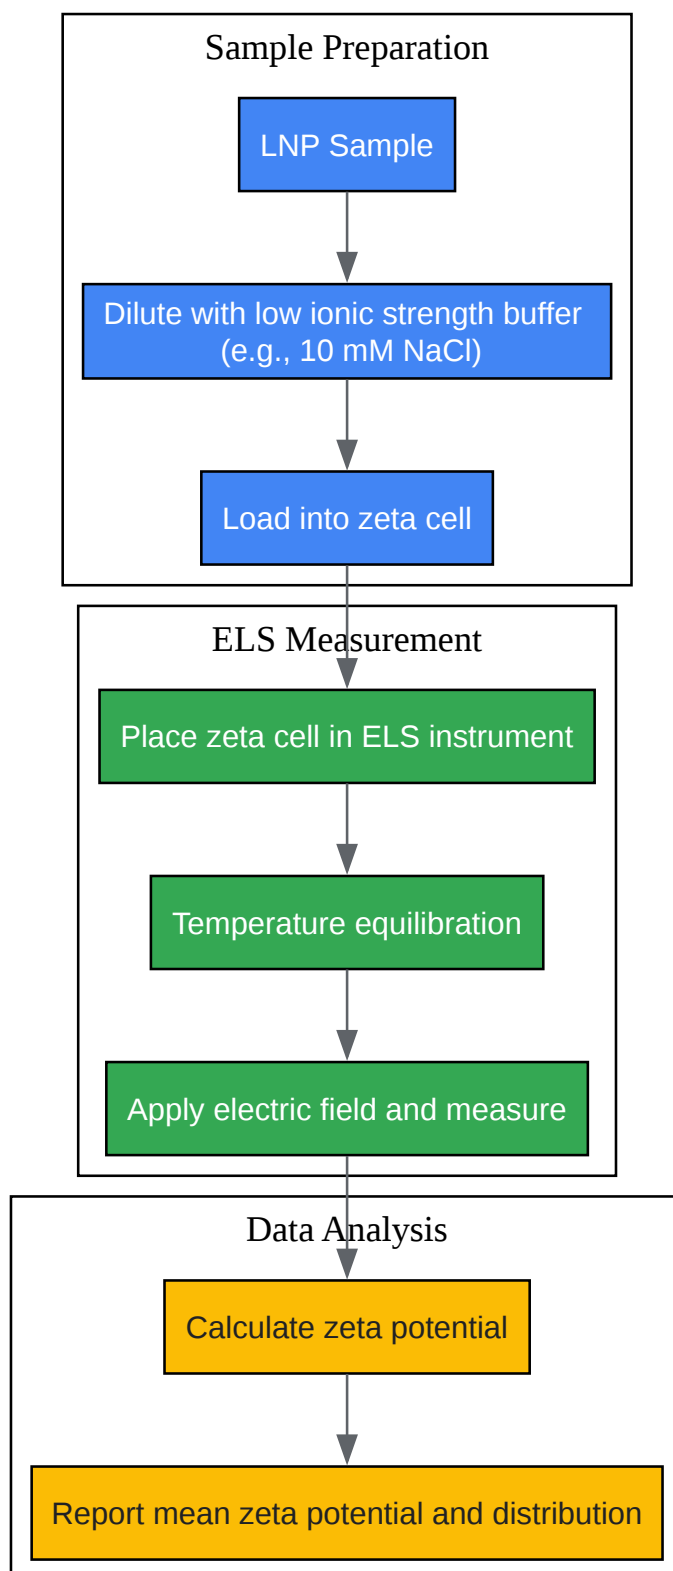 Sample Preparation
LNP Sample
Dilute with low ionic strength buffer
(e.g., 10 mM NaCl)
Load into zeta cell
ELS Measurement
Place zeta cell in ELS instrument
Temperature equilibration
Apply electric field and measure
Data Analysis
Calculate zeta potential
Report mean zeta potential and distribution